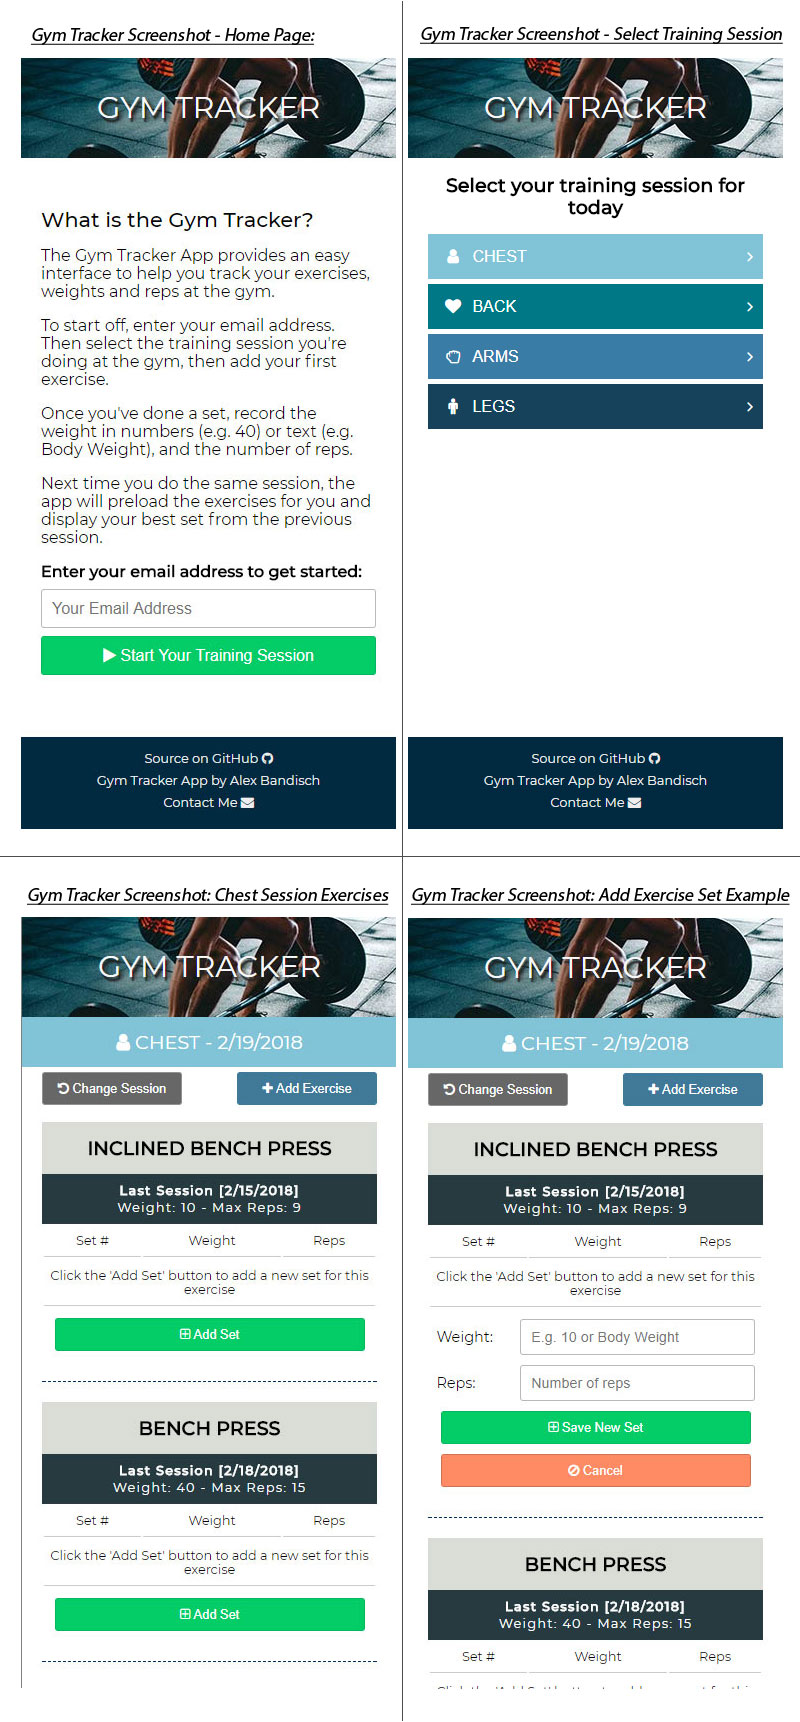 Gym Tracker Screenshot - Home Page:
GYM TRACKER
What is the Gym Tracker?
The Gym Tracker App provides an easy
interface to help you track your exercises,
weights and reps at the gym.
To start off, enter your email address.
Then select the training session you're
doing at the gym, then add your first
exercise.
Once you've done a set, record the
weight in numbers (e.g. 40) or text (e.g.
Body Weight), and the number of reps.
Next time you do the same session, the
app will preload the exercises for you and
display your best set from the previous
session.
Enter your email address to get started:
Your Email Address
Start Your Training Session
Source on GitHub
Gym Tracker App by Alex Bandisch
Contact Me
Gym Tracker Screenshot - Select Training Session
GYM TRACKER
Select your training session for
today
CHEST
BACK
ARMS
LEGS
Source on GitHub
Gym Tracker App by Alex Bandisch
Contact Me
Gym Tracker Screenshot: Chest Session Exercises
GYM TRACKER
CHEST - 2/19/2018
Change Session Add Exercise
INCLINED BENCH PRESS
Last Session [2/15/2018]
Weight: 10 - Max Reps: 9
Set # Weight Reps
Click the 'Add Set' button to add a new set for this
exercise
Add Set
BENCH PRESS
Last Session [2/18/2018]
Weight: 40 - Max Reps: 15
Set # Weight Reps
Click the 'Add Set' button to add a new set for this
exercise
Add Set
Gym Tracker Screenshot: Add Exercise Set Example
GYM TRACKER
CHEST - 2/19/2018
Change Session Add Exercise
INCLINED BENCH PRESS
Last Session [2/15/2018]
Weight: 10 - Max Reps: 9
Set # Weight Reps
Click the 'Add Set' button to add a new set for this
exercise
Weight: E.g. 10 or Body Weight
Reps: Number of reps
Save New Set
Cancel
BENCH PRESS
Last Session [2/18/2018]
Weight: 40 - Max Reps: 15
Set # Weight Reps